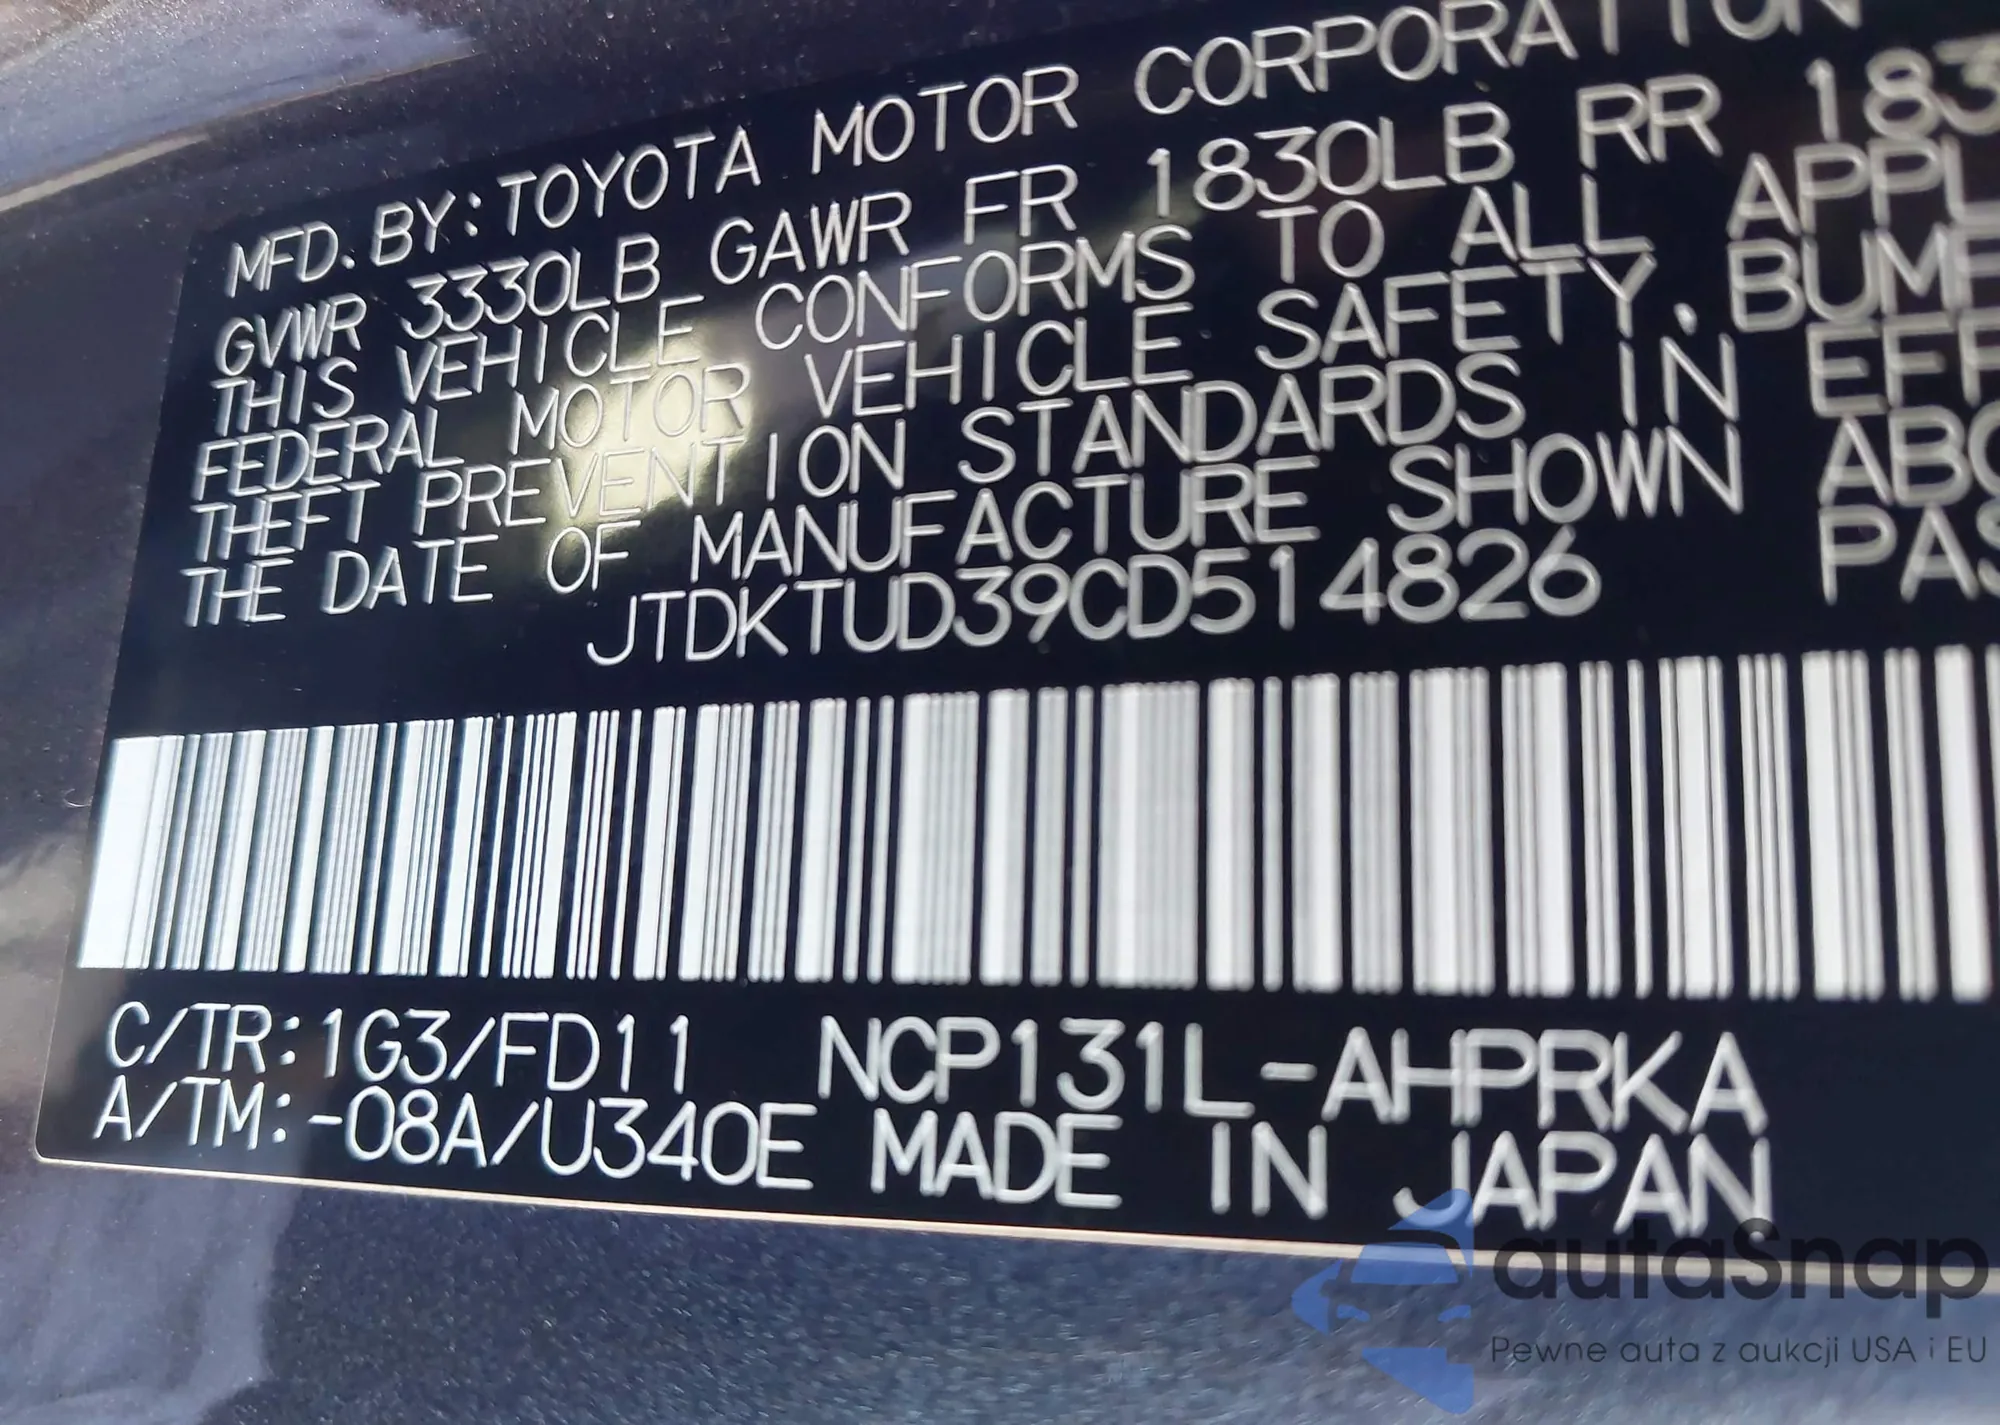 MFD. BY: TOYOTA MOTOR CORPORATION
GVWR 3330LB GAWR FR 1830LB RR 183
THIS VEHICLE CONFORMS TO ALL APPL
FEDERAL MOTOR VEHICLE SAFETY, BUM
THEFT PREVENTION STANDARDS IN EFF
THE DATE OF MANUFACTURE SHOWN ABO
JTDKTUD39CD514826 PAS
C/TR:1G3/FD11 NCP131L-AHPRKA
A/TM:-08A/U340E MADE IN JAPAN
autaSnap
Pewne auta z aukcji USA i EU